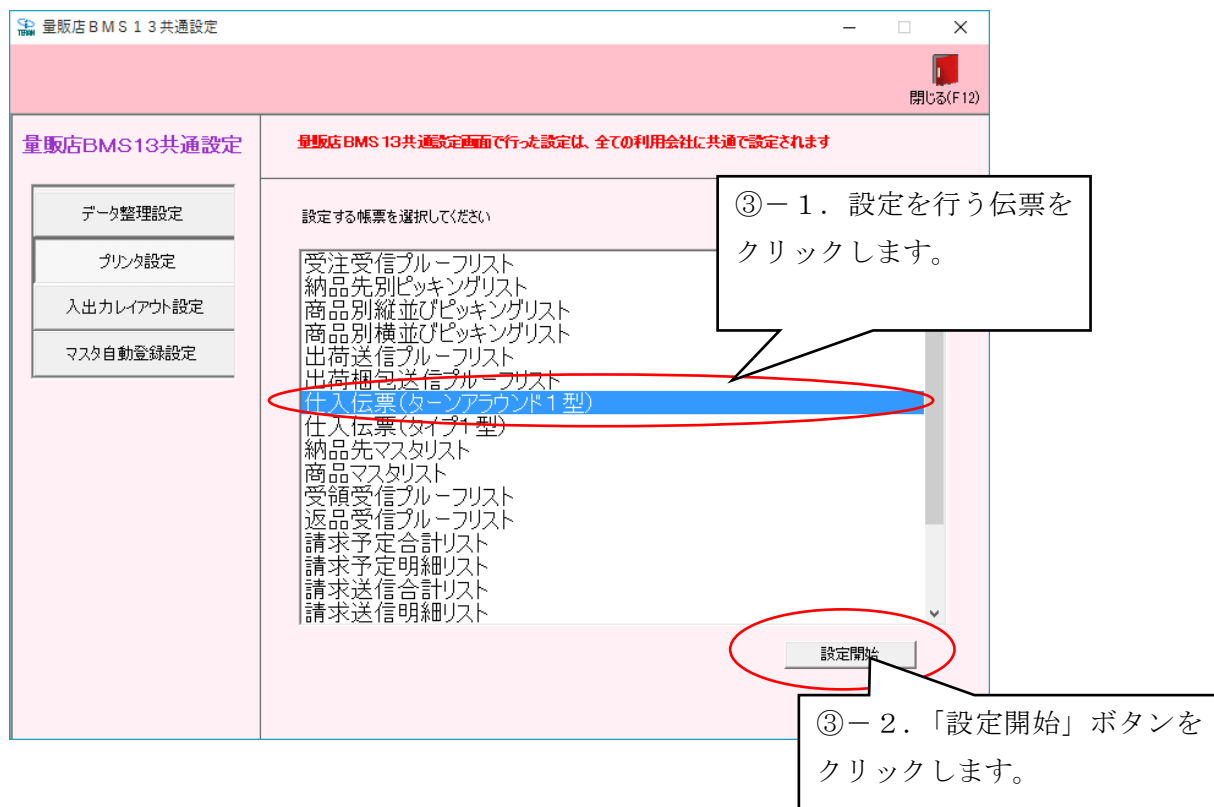 量販店BMS13共通設定
閉じる(F12)
量販店BMS13共通設定
量販店BMS13共通設定画面で行った設定は、全ての利用会社に共通で設定されます
データ整理設定
プリンタ設定
入出力レイアウト設定
マスタ自動登録設定
設定する帳票を選択してください
③－１．設定を行う伝票を
クリックします。
受注受信プルーフリスト
納品先別ピッキングリスト
商品別縦並びピッキングリスト
商品別横並びピッキングリスト
出荷送信プルーフリスト
出荷梱包送信プルーフリスト
仕入伝票(ターンアラウンド1型)
仕入伝票(タイプ1型)
納品先マスタリスト
商品マスタリスト
受領受信プルーフリスト
返品受信プルーフリスト
請求予定合計リスト
請求予定明細リスト
請求送信合計リスト
請求送信明細リスト
設定開始
③－２．「設定開始」ボタンを
クリックします。